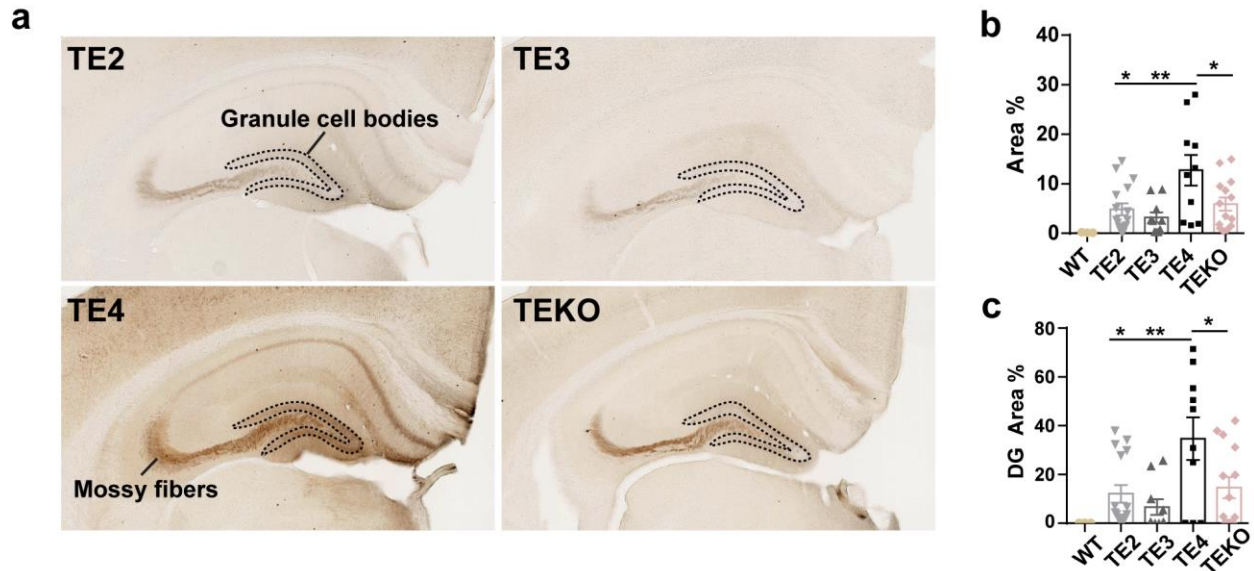 a
TE2
Granule cell bodies
TE3
TE4
Mossy fibers
TEKO
b
Area %
40
30
20
10
0
* ** *
WT TE2 TE3 TE4 TEKO
c
DG Area %
80
60
40
20
0
* ** *
WT TE2 TE3 TE4 TEKO